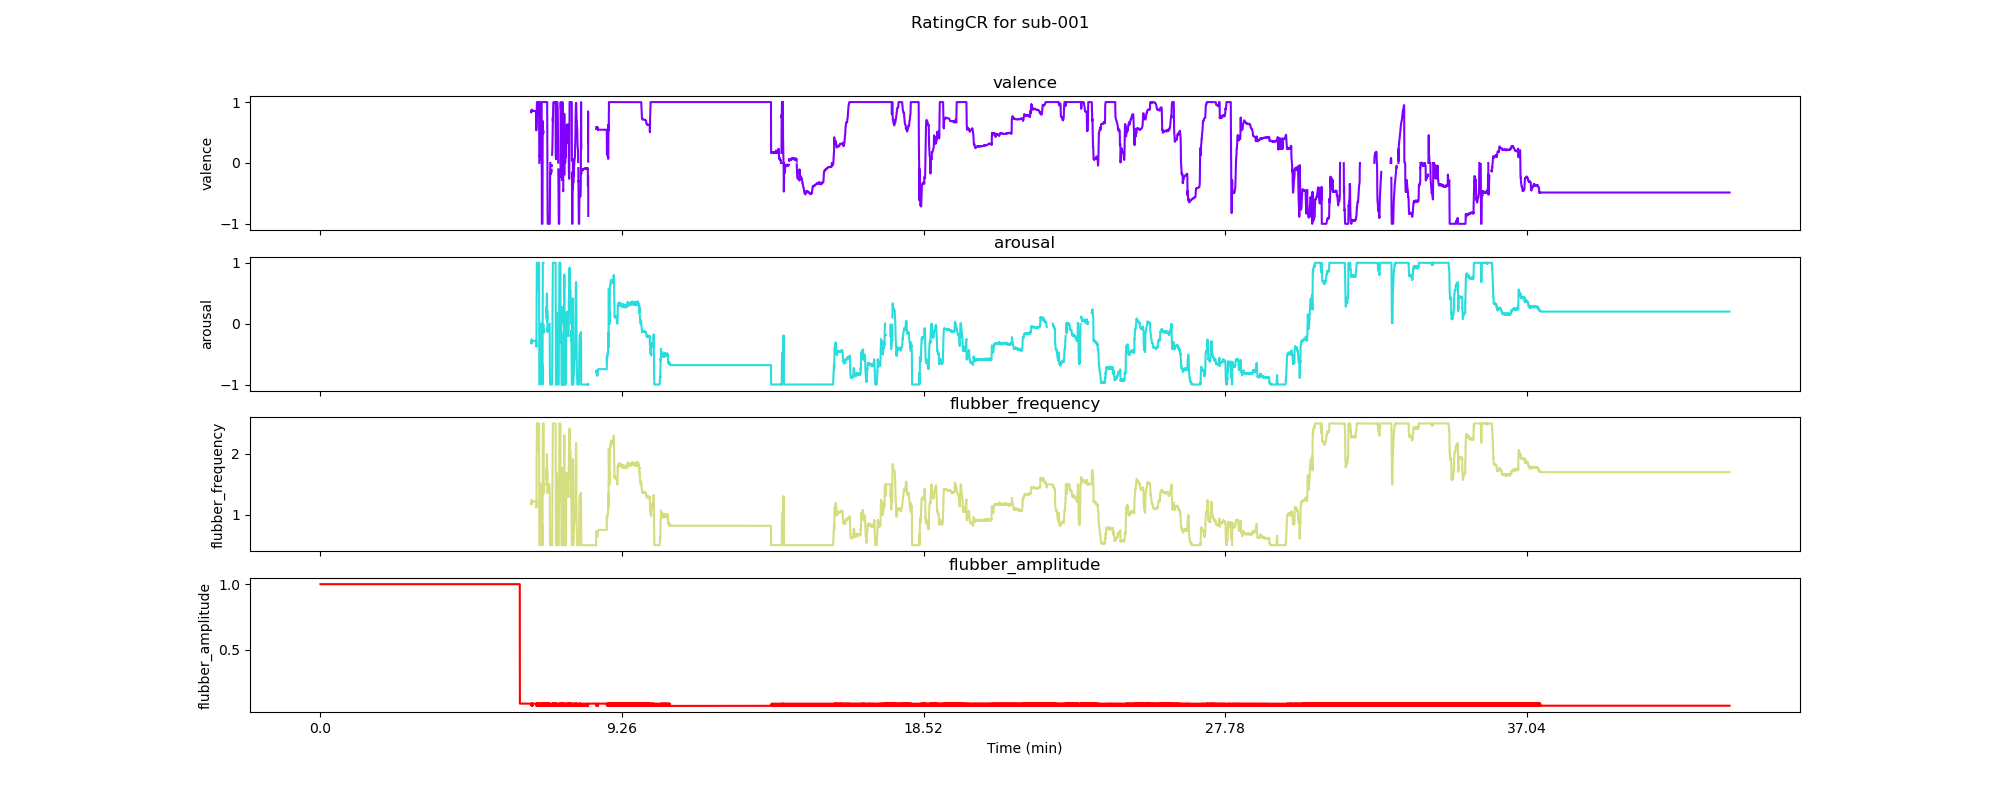 RatingCR for sub-001
valence
valence
1
0
−1
arousal
arousal
1
0
−1
flubber_frequency
flubber_frequency
2
1
flubber_amplitude
flubber_amplitude
1.0
0.5
0.0 9.26 18.52 27.78 37.04
Time (min)